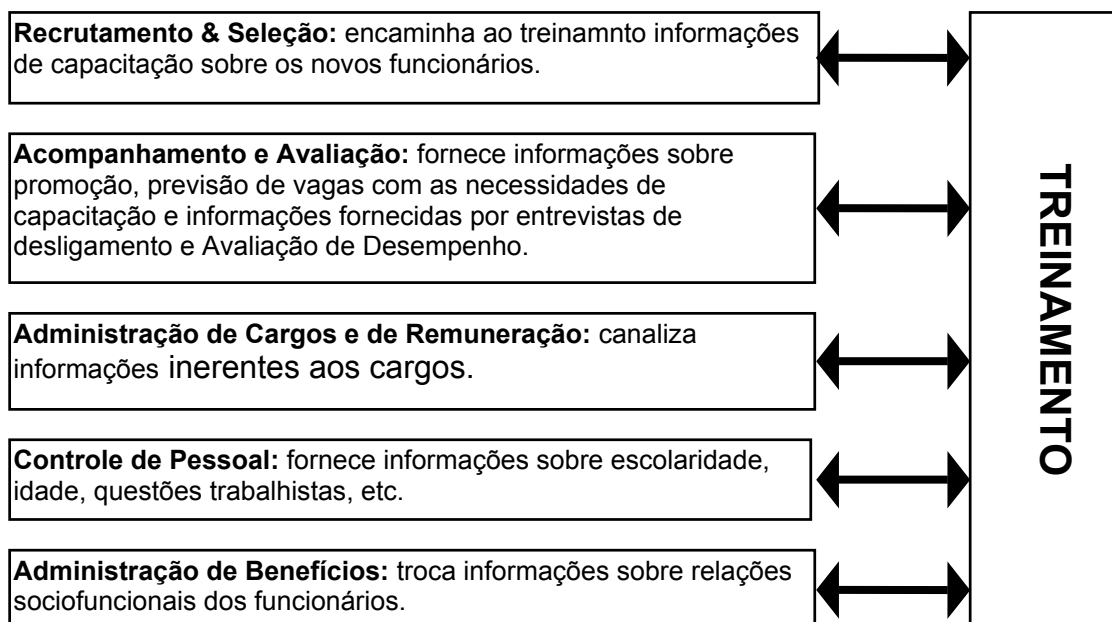 Recrutamento & Seleção: encaminha ao treinamnto informações
de capacitação sobre os novos funcionários.
Acompanhamento e Avaliação: fornece informações sobre
promoção, previsão de vagas com as necessidades de
capacitação e informações fornecidas por entrevistas de
desligamento e Avaliação de Desempenho.
Administração de Cargos e de Remuneração: canaliza
informações inerentes aos cargos.
Controle de Pessoal: fornece informações sobre escolaridade,
idade, questões trabalhistas, etc.
Administração de Benefícios: troca informações sobre relações
sociofuncionais dos funcionários.
TREINAMENTO